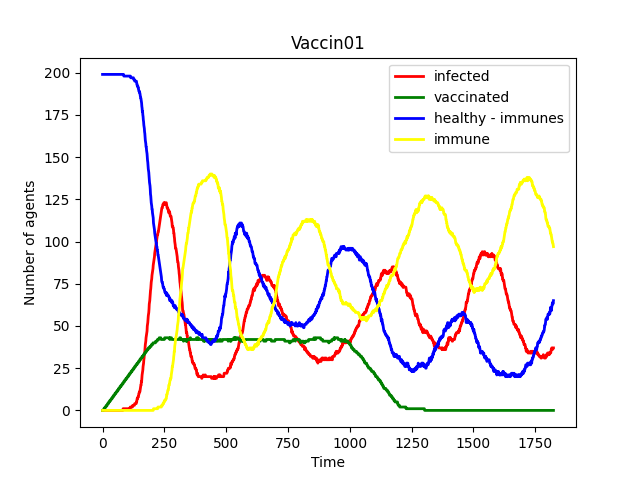 Vaccin01
infected
vaccinated
healthy - immunes
immune
200
175
150
125
100
75
50
25
0
Number of agents
0 250 500 750 1000 1250 1500 1750
Time